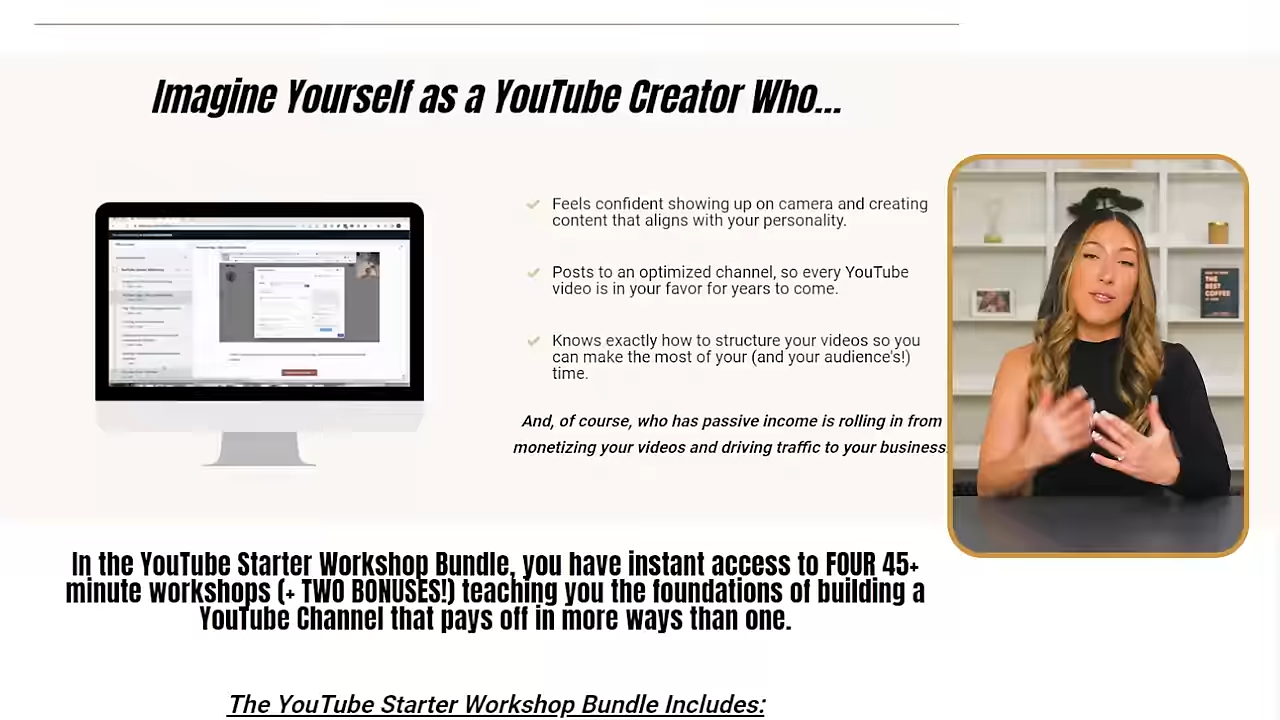 Imagine Yourself as a YouTube Creator Who...
Feels confident showing up on camera and creating
content that aligns with your personality.
Posts to an optimized channel, so every YouTube
video is in your favor for years to come.
Knows exactly how to structure your videos so you
can make the most of your (and your audience's!)
time.
And, of course, who has passive income is rolling in from
monetizing your videos and driving traffic to your business.
THE BEST
COFFEE
In the YouTube Starter Workshop Bundle, you have instant access to FOUR 45+
minute workshops (+ TWO BONUSES!) teaching you the foundations of building a
YouTube Channel that pays off in more ways than one.
The YouTube Starter Workshop Bundle Includes: